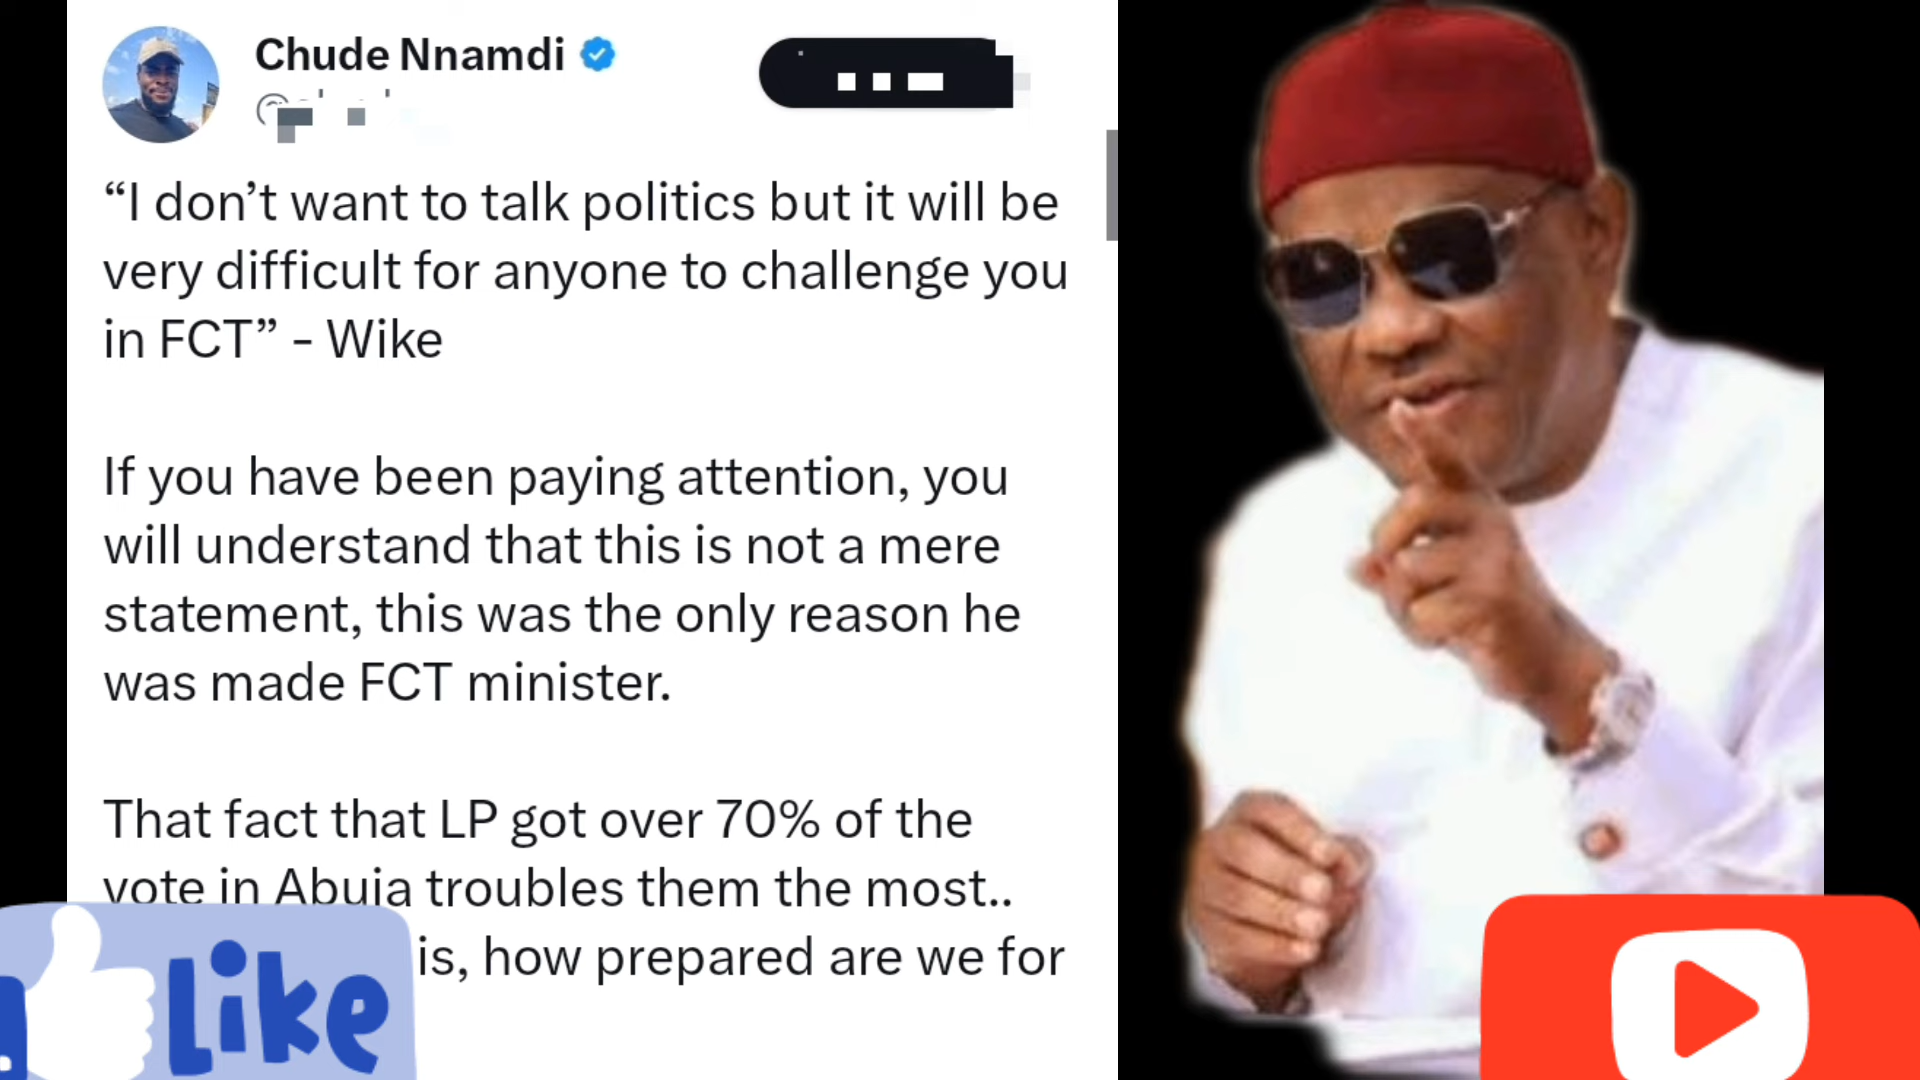 Chude Nnamdi
“I don’t want to talk politics but it will be
very difficult for anyone to challenge you
in FCT” - Wike
If you have been paying attention, you
will understand that this is not a mere
statement, this was the only reason he
was made FCT minister.
That fact that LP got over 70% of the
vote in Abuja troubles them the most..
is, how prepared are we for
Like